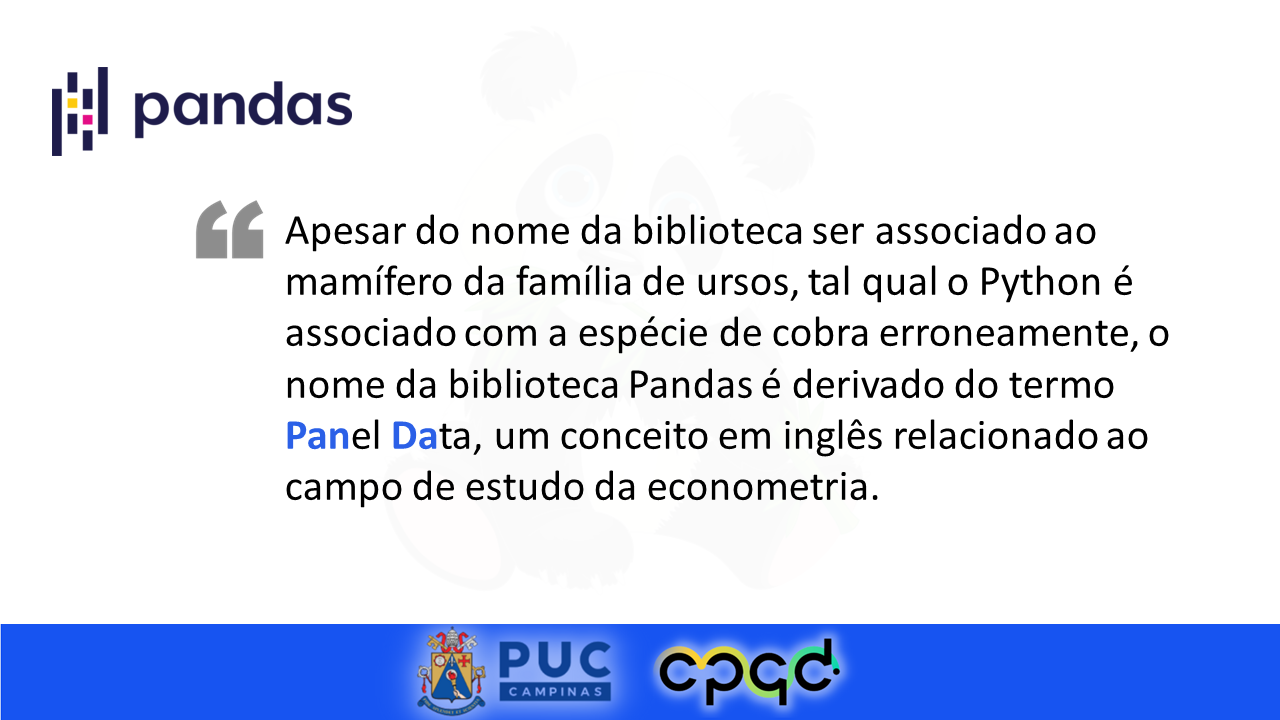 pandas
Apesar do nome da biblioteca ser associado ao
mamífero da família de ursos, tal qual o Python é
associado com a espécie de cobra erroneamente, o
nome da biblioteca Pandas é derivado do termo
Panel Data, um conceito em inglês relacionado ao
campo de estudo da econometria.
PUC
CAMPINAS
cpqd